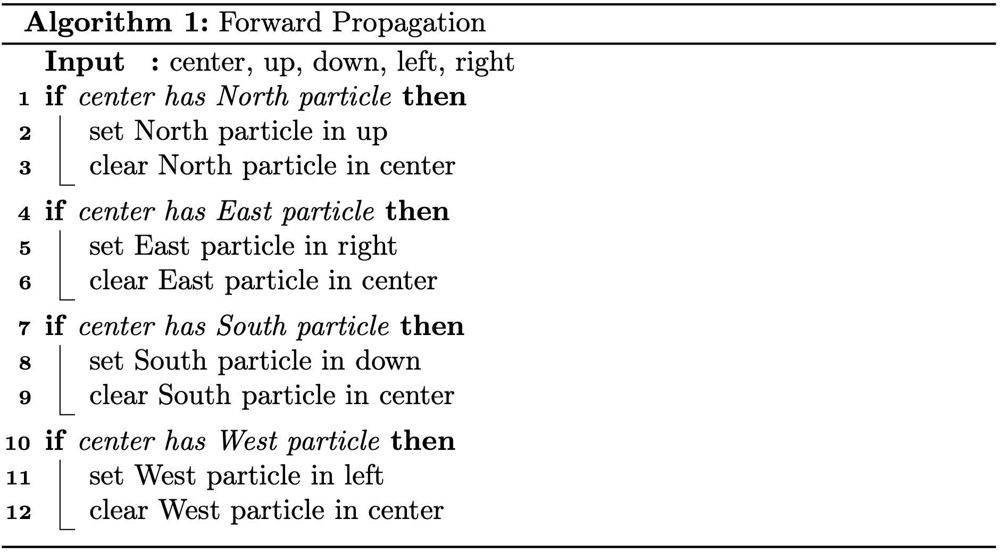 Algorithm 1: Forward Propagation
Input : center, up, down, left, right
1 if center has North particle then
2 set North particle in up
3 clear North particle in center
4 if center has East particle then
5 set East particle in right
6 clear East particle in center
7 if center has South particle then
8 set South particle in down
9 clear South particle in center
10 if center has West particle then
11 set West particle in left
12 clear West particle in center